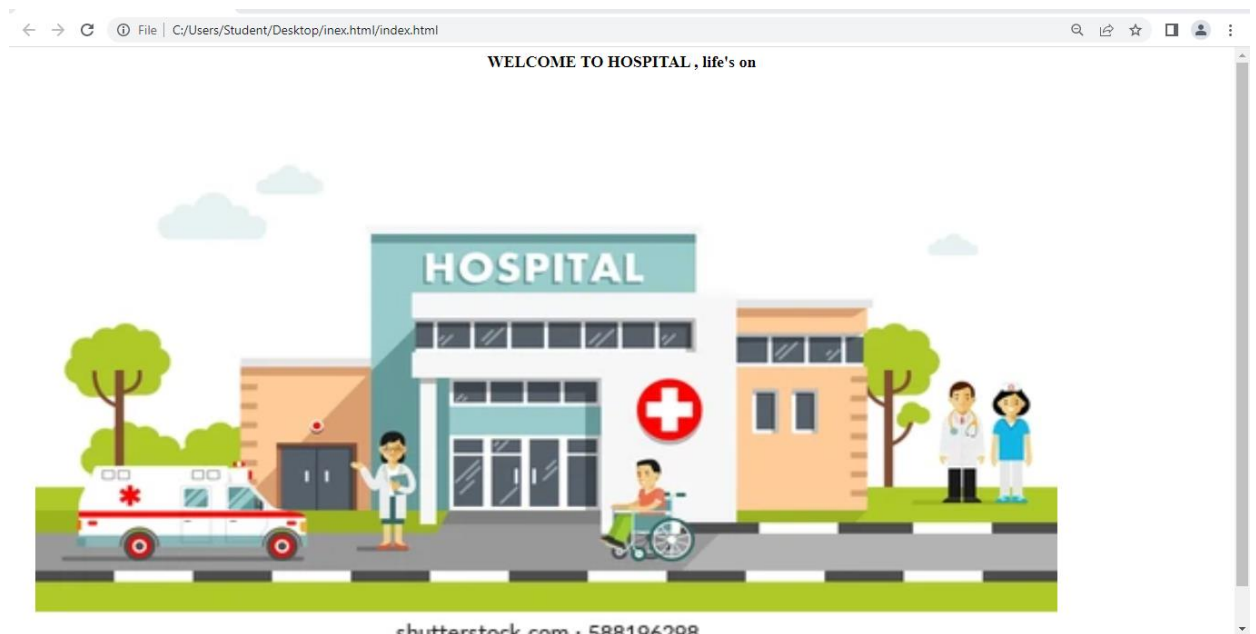 File | C:/Users/Student/Desktop/inex.html/index.html
WELCOME TO HOSPITAL , life's on
HOSPITAL
shutterstock.com · 588196298